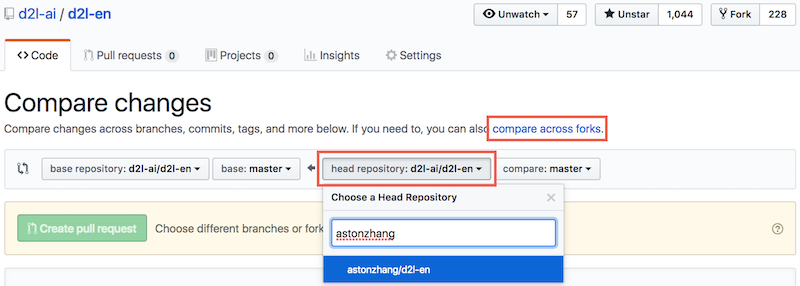 d2l-ai / d2l-en
Unwatch 57 Unstar 1,044 Fork 228
Code Pull requests 0 Projects 0 Insights Settings
Compare changes
Compare changes across branches, commits, tags, and more below. If you need to, you can also compare across forks.
base repository: d2l-ai/d2l-en base: master head repository: d2l-ai/d2l-en compare: master
Choose a Head Repository
Create pull request Choose different branches or fork
astonzhang
astonzhang/d2l-en